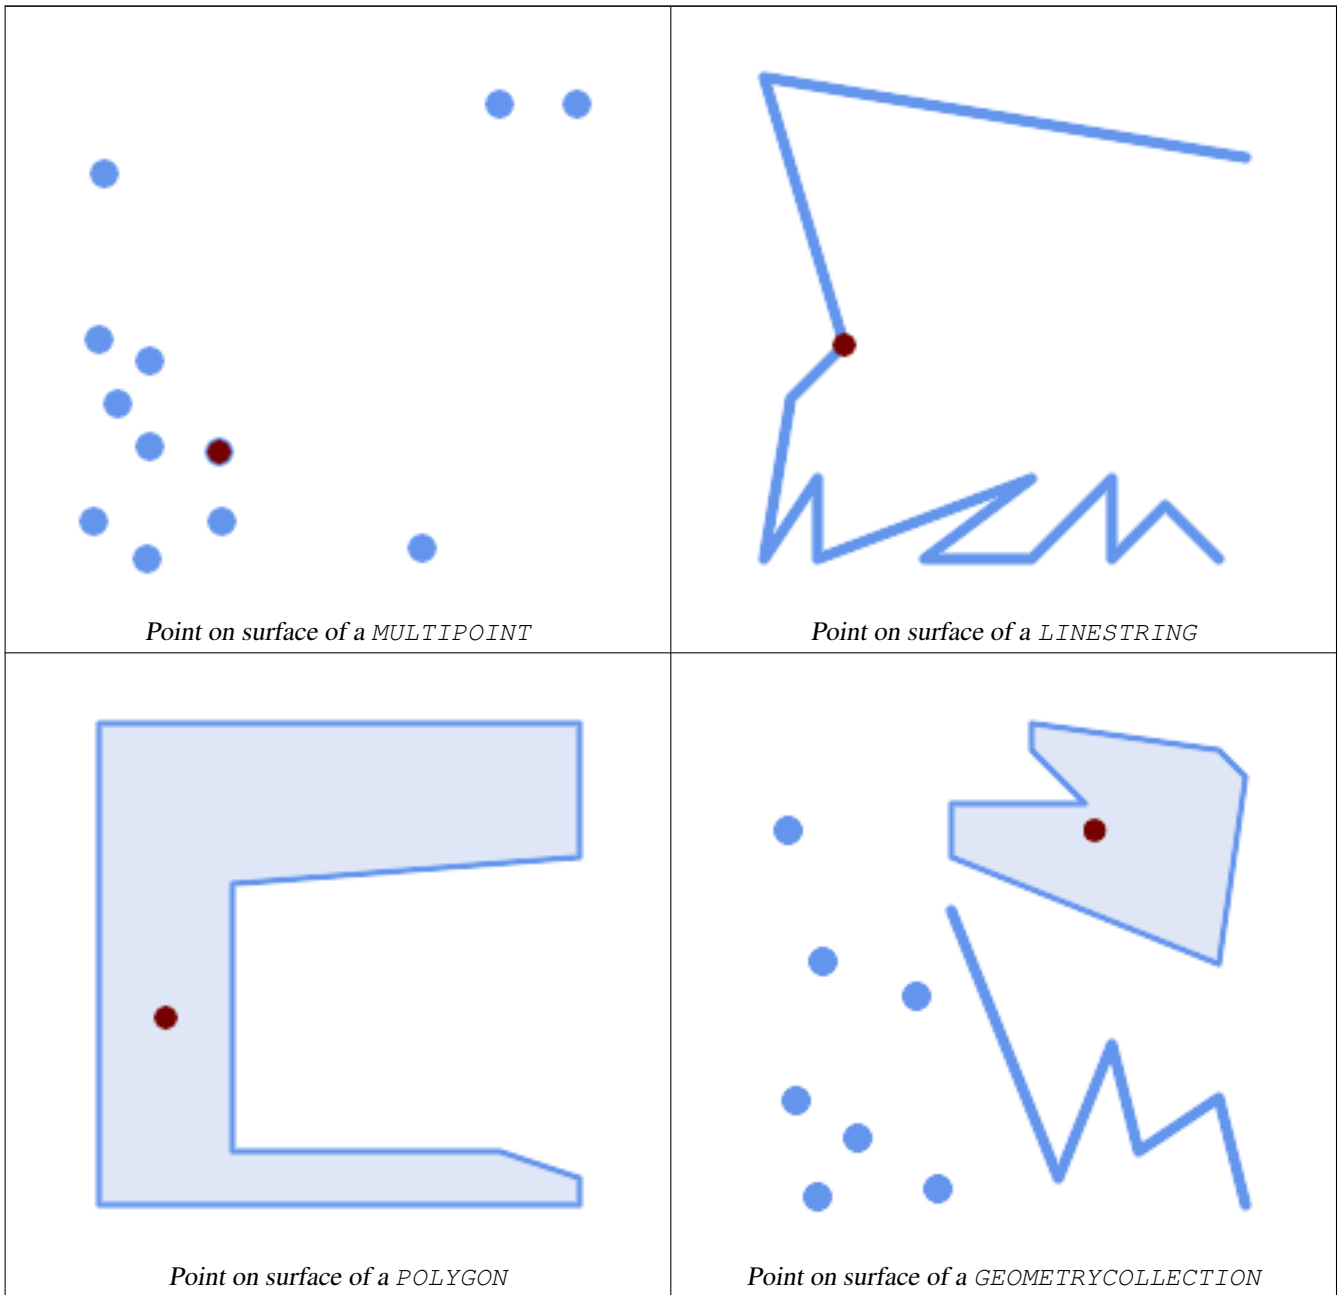 Point on surface of a MULTIPOINT
Point on surface of a LINESTRING
Point on surface of a POLYGON
Point on surface of a GEOMETRYCOLLECTION